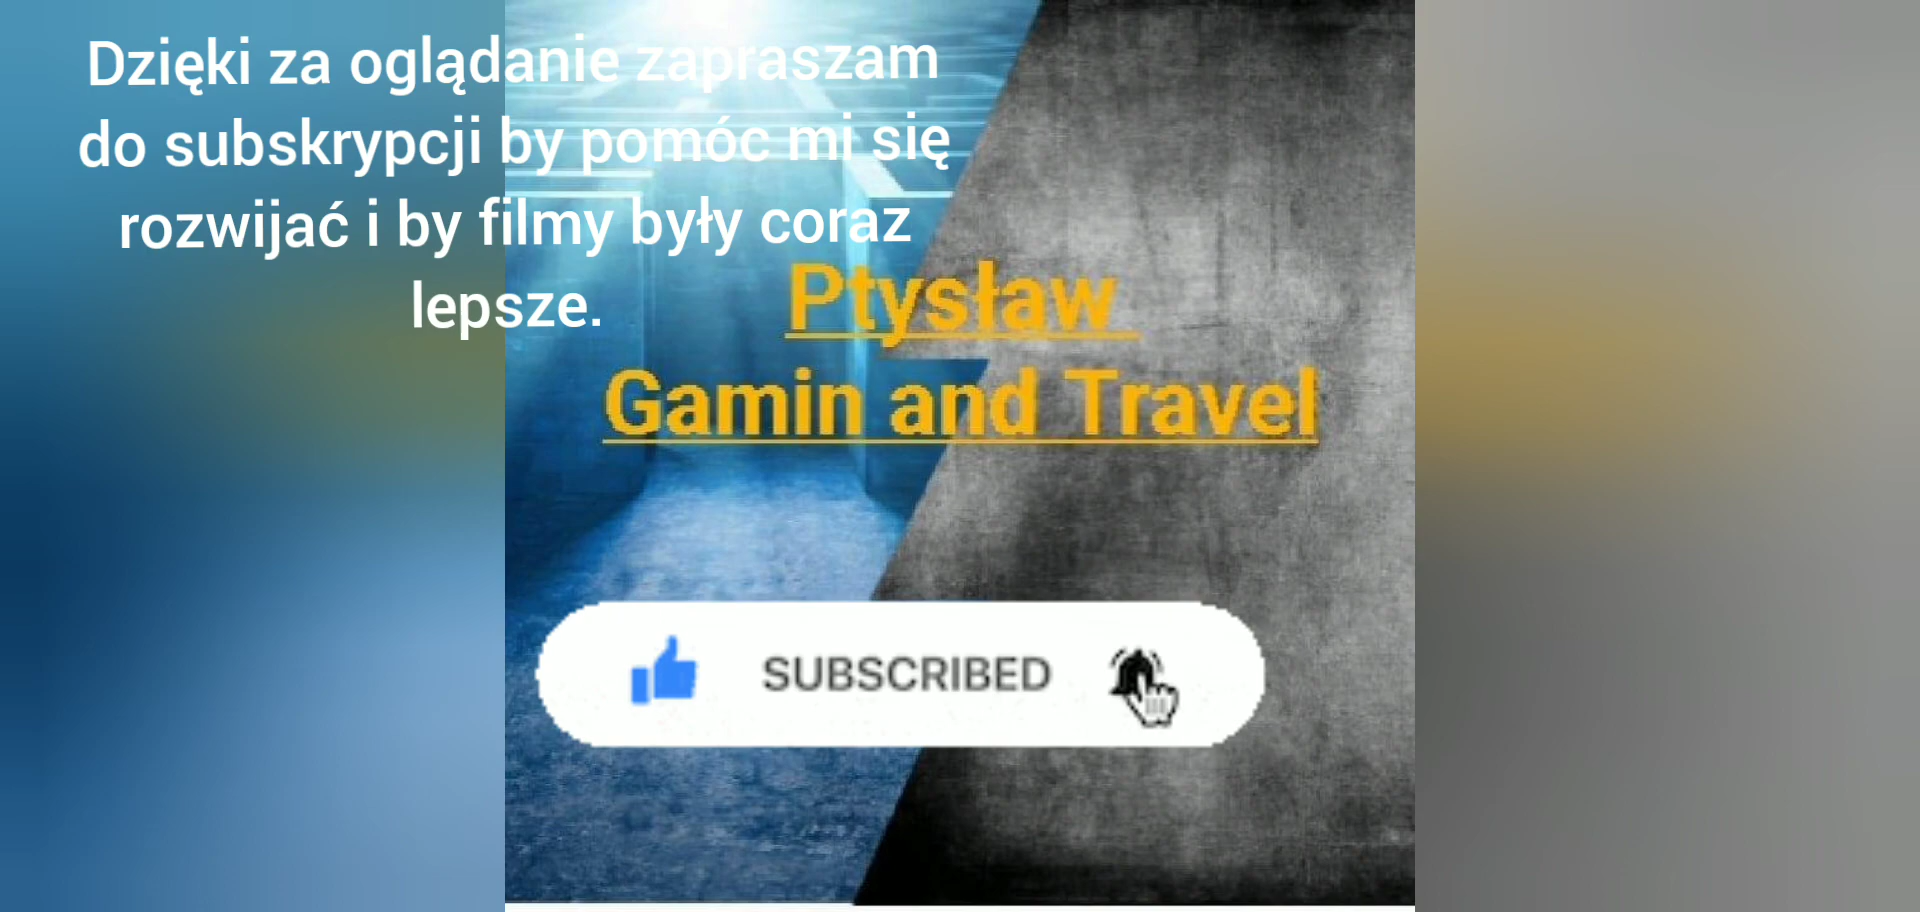 Dzięki za oglądanie zapraszam
do subskrypcji by pomóc mi się
rozwijać i by filmy były coraz
lepsze.
Ptysław
Gamin and Travel
SUBSCRIBED